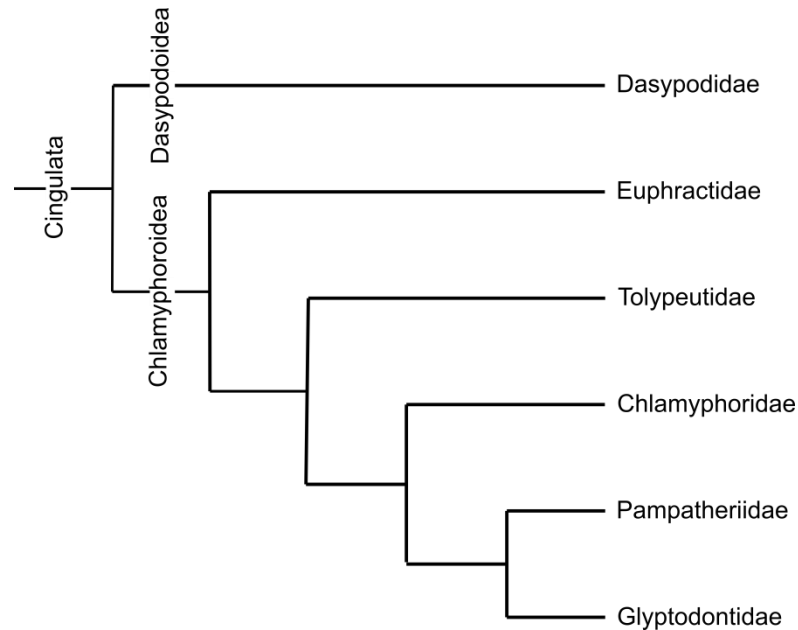 Cingulata
Dasypodoidea
Chlamyphoroidea
Dasypodidae
Euphractidae
Tolypeutidae
Chlamyphoridae
Pampatheriidae
Glyptodontidae